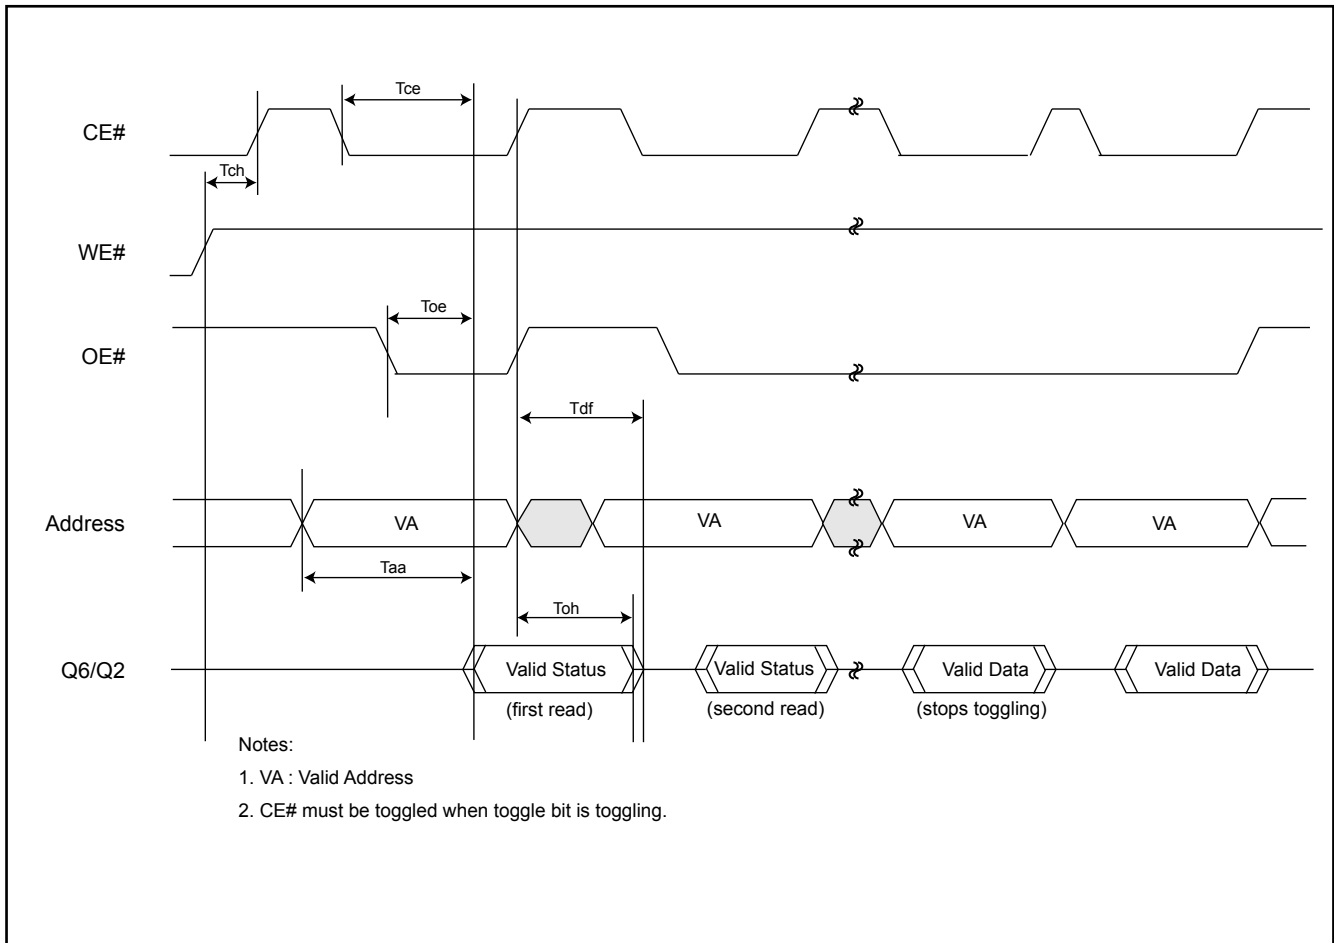 Tce
CE#
Tch
WE#
Toe
OE#
Tdf
Address VA VA VA VA
Taa
Toh
Q6/Q2 Valid Status Valid Status Valid Data Valid Data
(first read) (second read) (stops toggling)
Notes:
1. VA : Valid Address
2. CE# must be toggled when toggle bit is toggling.